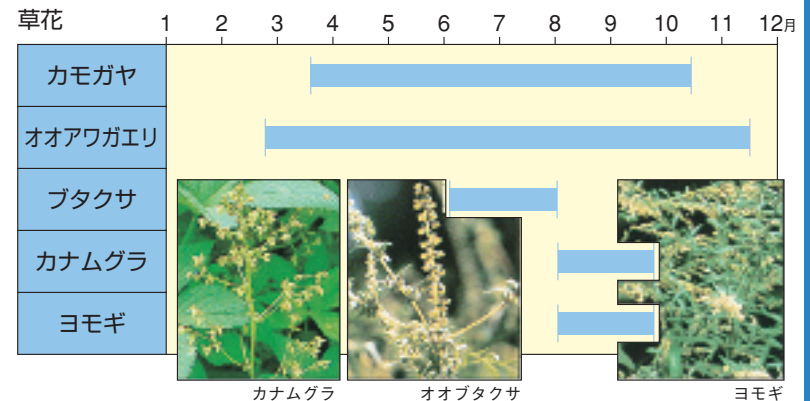 草花
1 2 3 4 5 6 7 8 9 10 11 12月
カモガヤ
オオアワガエリ
ブタクサ
カナムグラ
ヨモギ
カナムグラ オオブタクサ ヨモギ